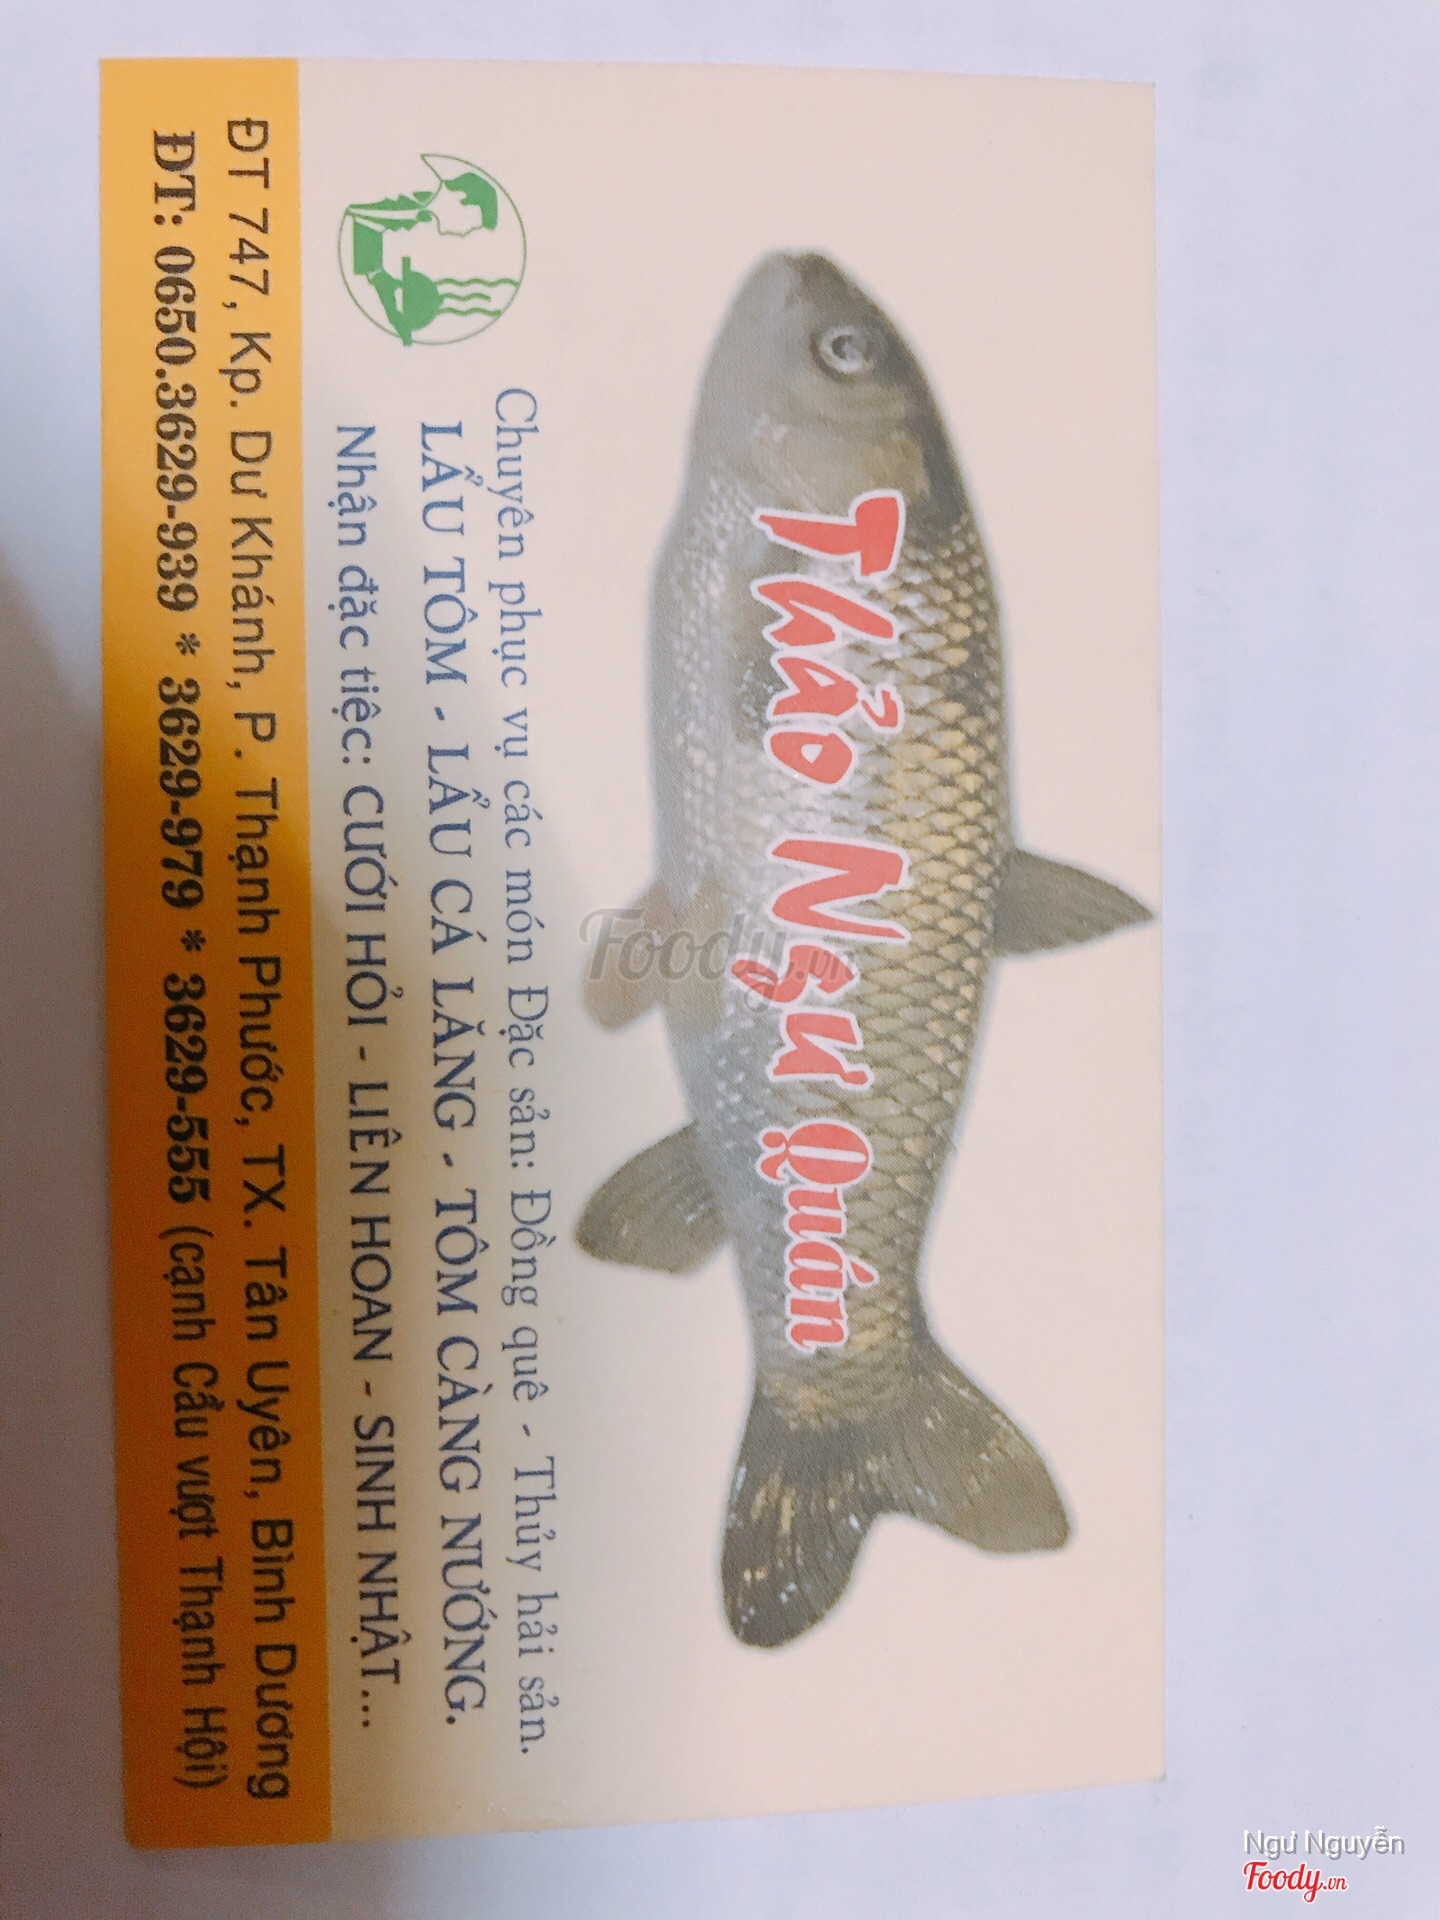 Thảo Ngư Quán
Chuyên phục vụ các món Đặc sản: Đồng quê - Thủy hải sản.
LẨU TÔM - LẨU CÁ LĂNG - TÔM CÀNG NƯỚNG.
Nhận đặc tiệc: CƯỚI HỎI - LIÊN HOAN - SINH NHẬT...
ĐT 747, Kp. Dư Khánh, P. Thạnh Phước, TX. Tân Uyên, Bình Dương
ĐT: 0650.3629-939 * 3629-979 * 3629-555 (cạnh Cầu vượt Thạnh Hội)
Foody.vn
Ngư Nguyễn
Foody.vn